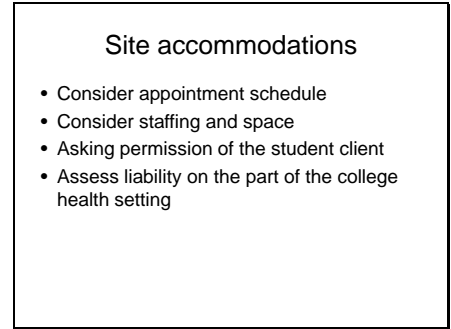 Site accommodations
• Consider appointment schedule
• Consider staffing and space
• Asking permission of the student client
• Assess liability on the part of the college
health setting